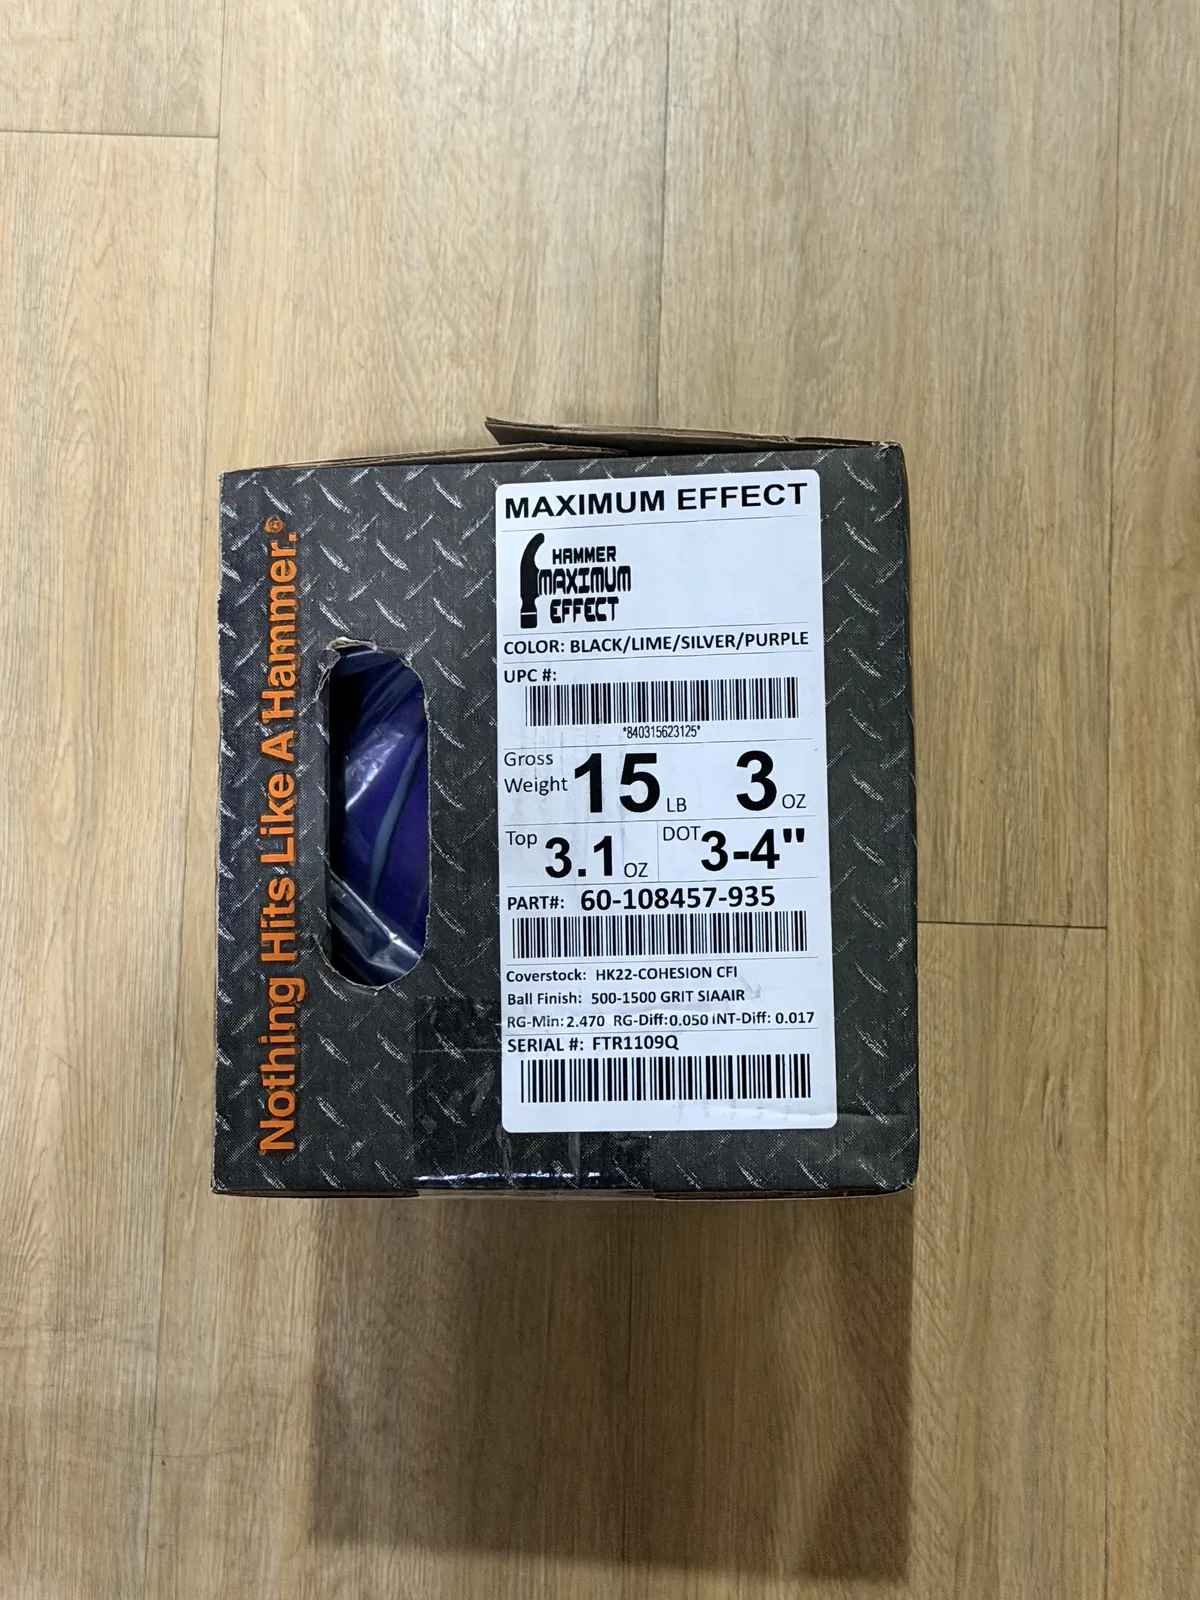 Nothing Hits Like A Hammer.®
MAXIMUM EFFECT
HAMMER
MAXIMUM
EFFECT
COLOR: BLACK/LIME/SILVER/PURPLE
UPC #:
*840315623125*
Gross Weight 15 LB 3 OZ
Top 3.1 OZ DOT 3-4"
PART#: 60-108457-935
Coverstock: HK22-COHESION CFI
Ball Finish: 500-1500 GRIT SIAAIR
RG-Min: 2.470 RG-Diff: 0.050 iNT-Diff: 0.017
SERIAL #: FTR1109Q